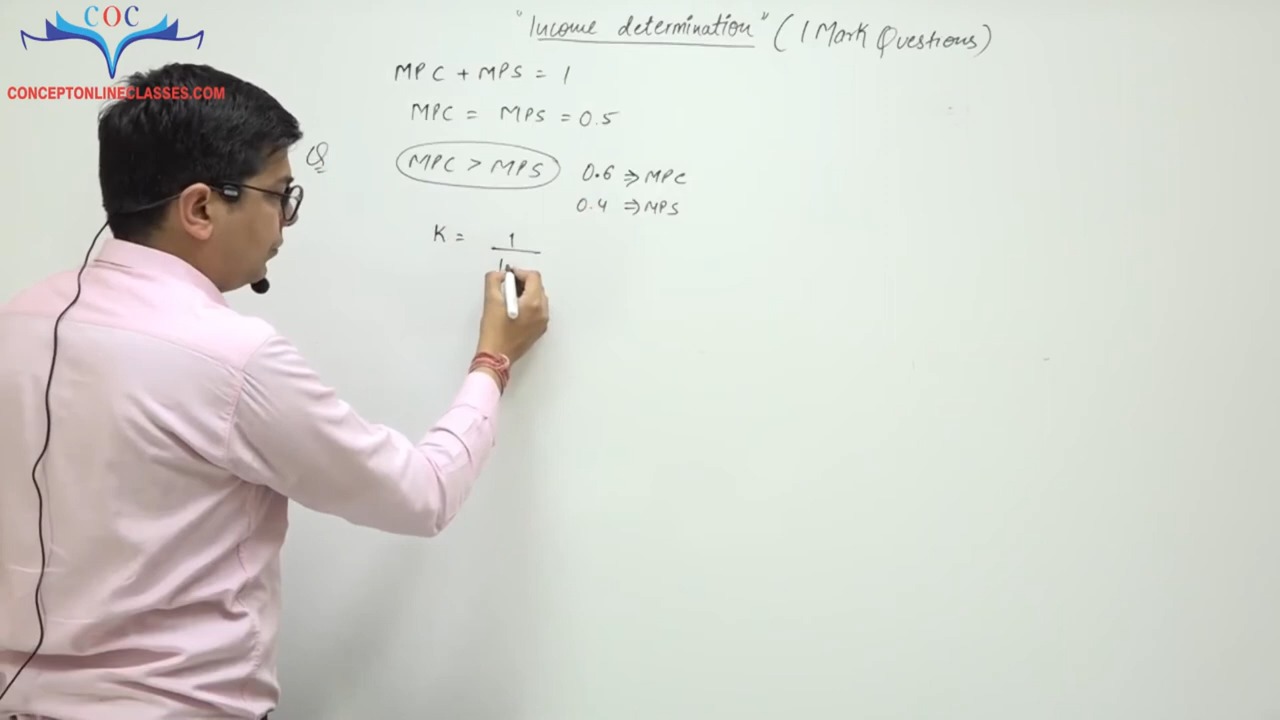 COC
CONCEPTONLINECLASSES.COM
"Income determination" (1 Mark Questions)
MPC + MPS = 1
MPC = MPS = 0.5
Q
MPC > MPS
0.6 ⇒ MPC
0.4 ⇒ MPS
K = 1